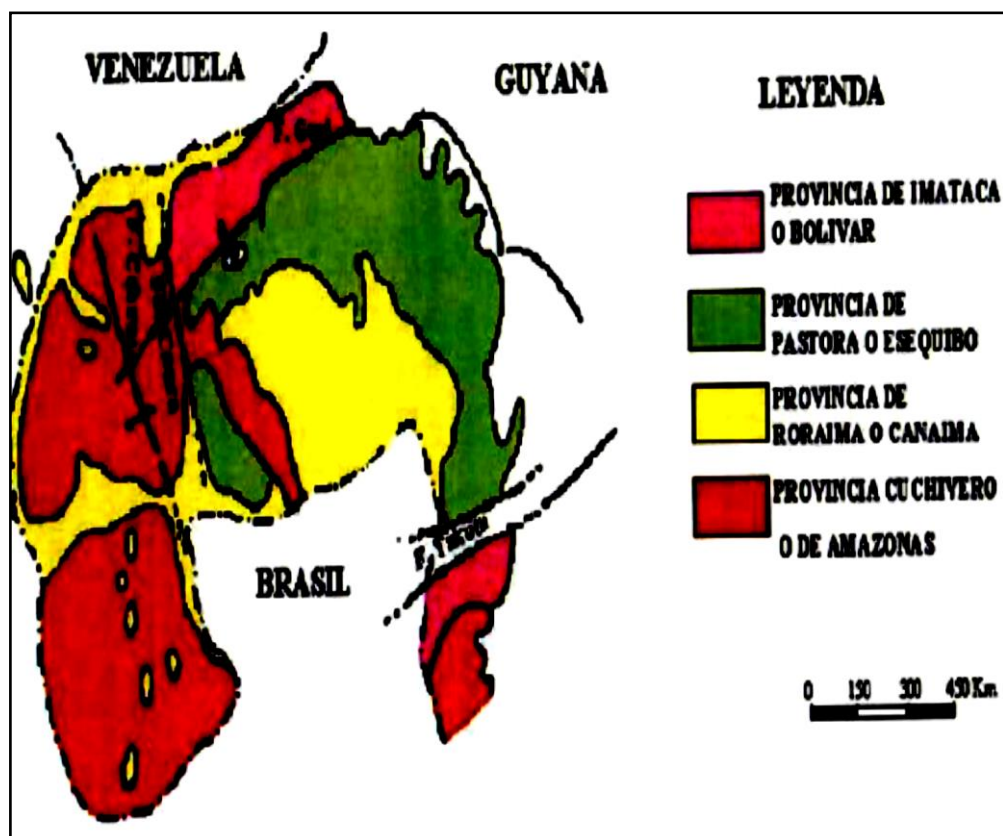 VENEZUELA
GUYANA
LEYENDA
PROVINCIA DE IMATACA
O BOLIVAR
PROVINCIA DE
PASTORA O ESEQUIBO
PROVINCIA DE
RORAIMA O CANAIMA
PROVINCIA CUCHIVERO
O DE AMAZONAS
BRASIL
0 150 300 450 Km